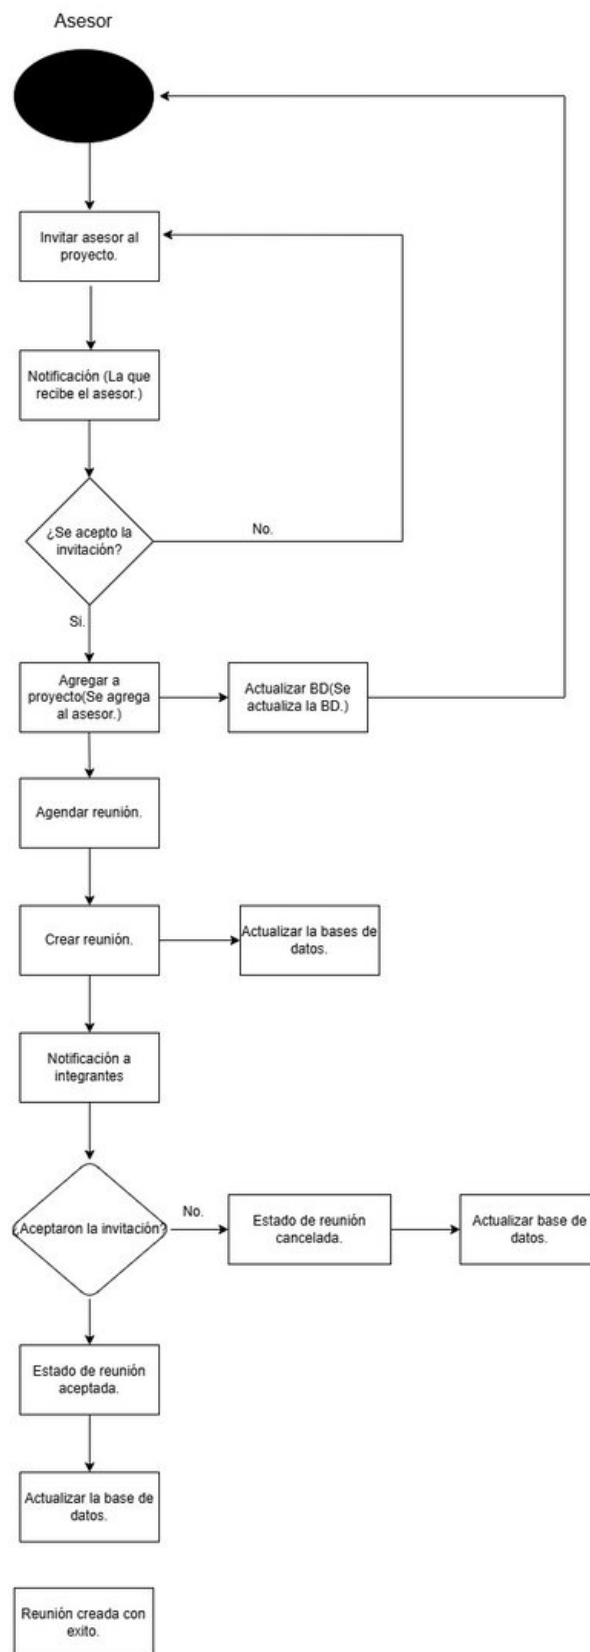 Asesor
Invitar asesor al
proyecto.
Notificación (La que
recibe el asesor.)
¿Se acepto la
invitación?
No.
Si.
Agregar a
proyecto(Se agrega
al asesor.)
Actualizar BD(Se
actualiza la BD.)
Agendar reunión.
Crear reunión.
Actualizar la bases de
datos.
Notificación a
integrantes
¿Aceptaron la invitación?
No.
Estado de reunión
cancelada.
Actualizar base de
datos.
Estado de reunión
aceptada.
Actualizar la base de
datos.
Reunión creada con
exito.